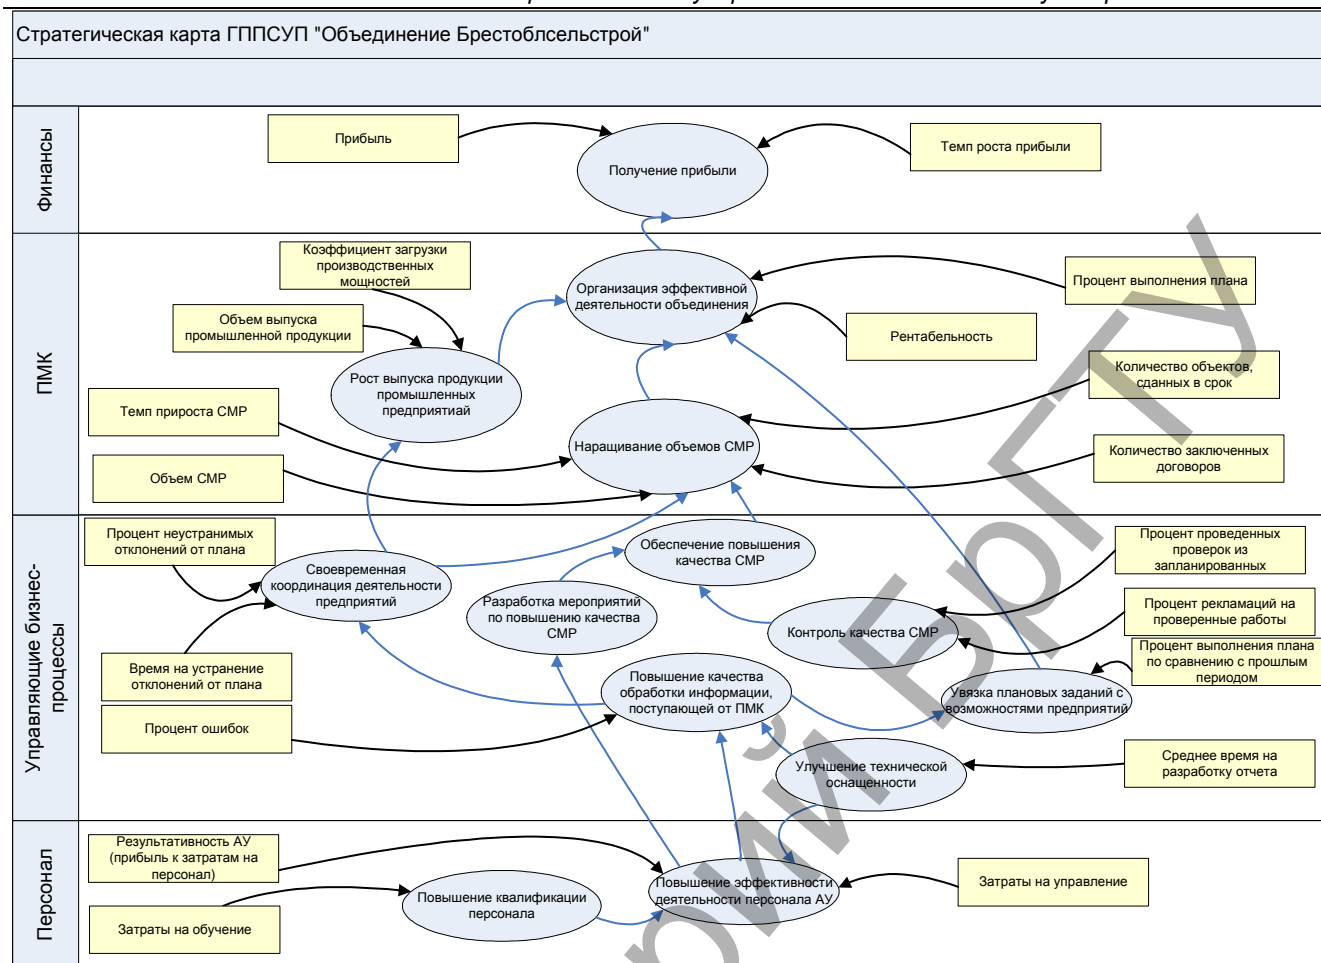 Стратегическая карта ГППСУП "Объединение Брестоблсельстрой"
Финансы
Прибыль
Темп роста прибыли
Получение прибыли
ПМК
Коэффициент загрузки
производственных
мощностей
Объем выпуска
промышленной продукции
Организация эффективной
деятельности объединения
Процент выполнения плана
Рентабельность
Рост выпуска продукции
промышленных
предприятиай
Количество объектов,
сданных в срок
Темп прироста СМР
Наращивание объемов СМР
Количество заключенных
договоров
Объем СМР
Управляющие бизнес-
процессы
Процент неустранимых
отклонений от плана
Своевременная
координация деятельности
предприятий
Обеспечение повышения
качества СМР
Процент проведенных
проверок из
запланированных
Разработка мероприятий
по повышению качества
СМР
Контроль качества СМР
Процент рекламаций на
проверенные работы
Время на устранение
отклонений от плана
Повышение качества
обработки информации,
поступающей от ПМК
Процент выполнения плана
по сравнению с прошлым
периодом
Увязка плановых заданий с
возможностями предприятий
Процент ошибок
Улучшение технической
оснащенности
Среднее время на
разработку отчета
Персонал
Результативность АУ
(прибыль к затратам на
персонал)
Повышение квалификации
персонала
Повышение эффективности
деятельности персонала АУ
Затраты на управление
Затраты на обучение
БрГТУ